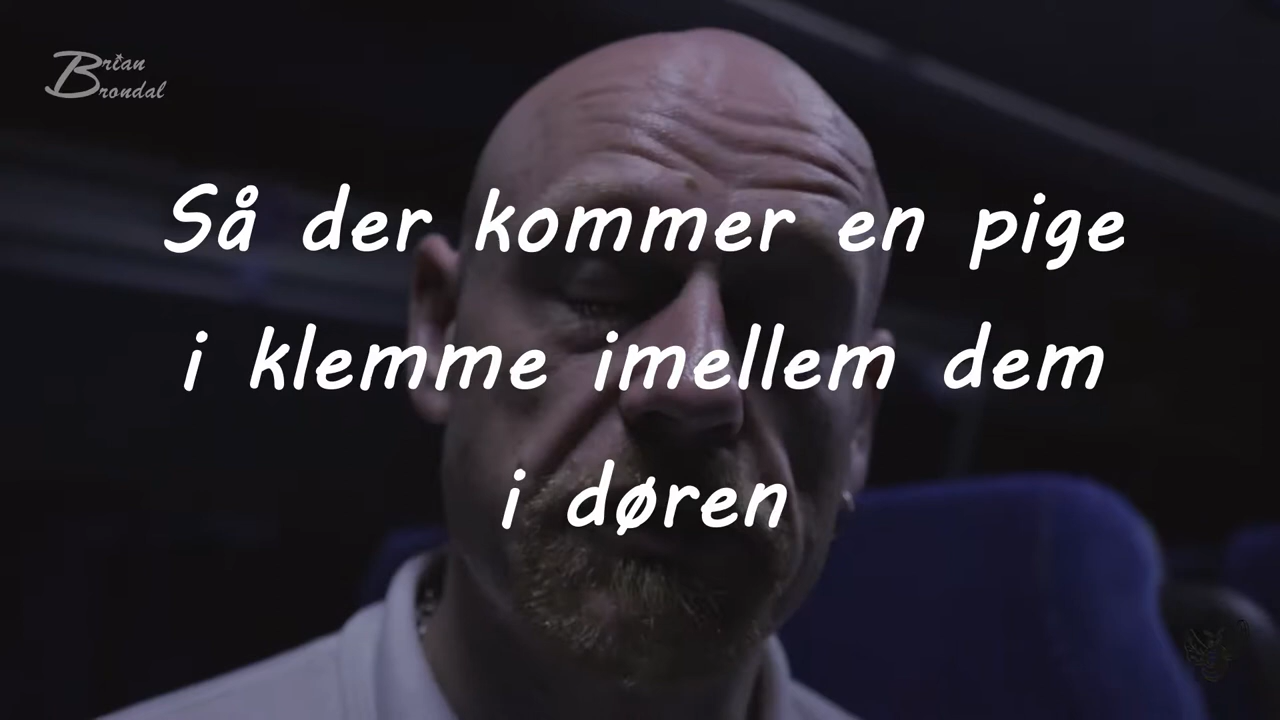 Brian
Brondal
Så der kommer en pige
i klemme imellem dem
i døren